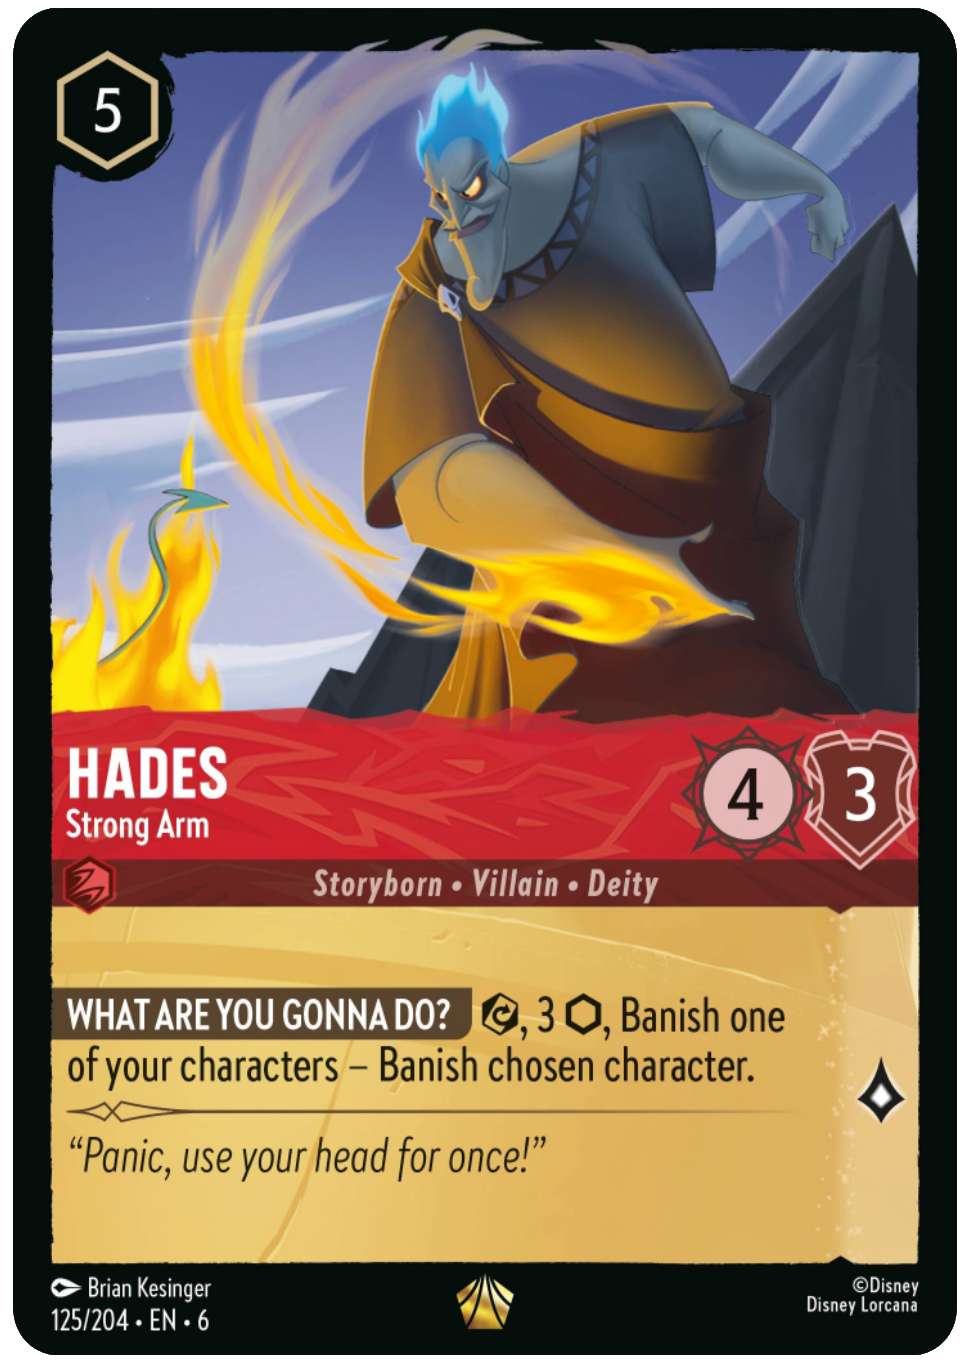 5
HADES
Strong Arm
4
3
Storyborn • Villain • Deity
WHAT ARE YOU GONNA DO? , 3 , Banish one
of your characters – Banish chosen character.
“Panic, use your head for once!”
Brian Kesinger
125/204 • EN • 6
©Disney
Disney Lorcana